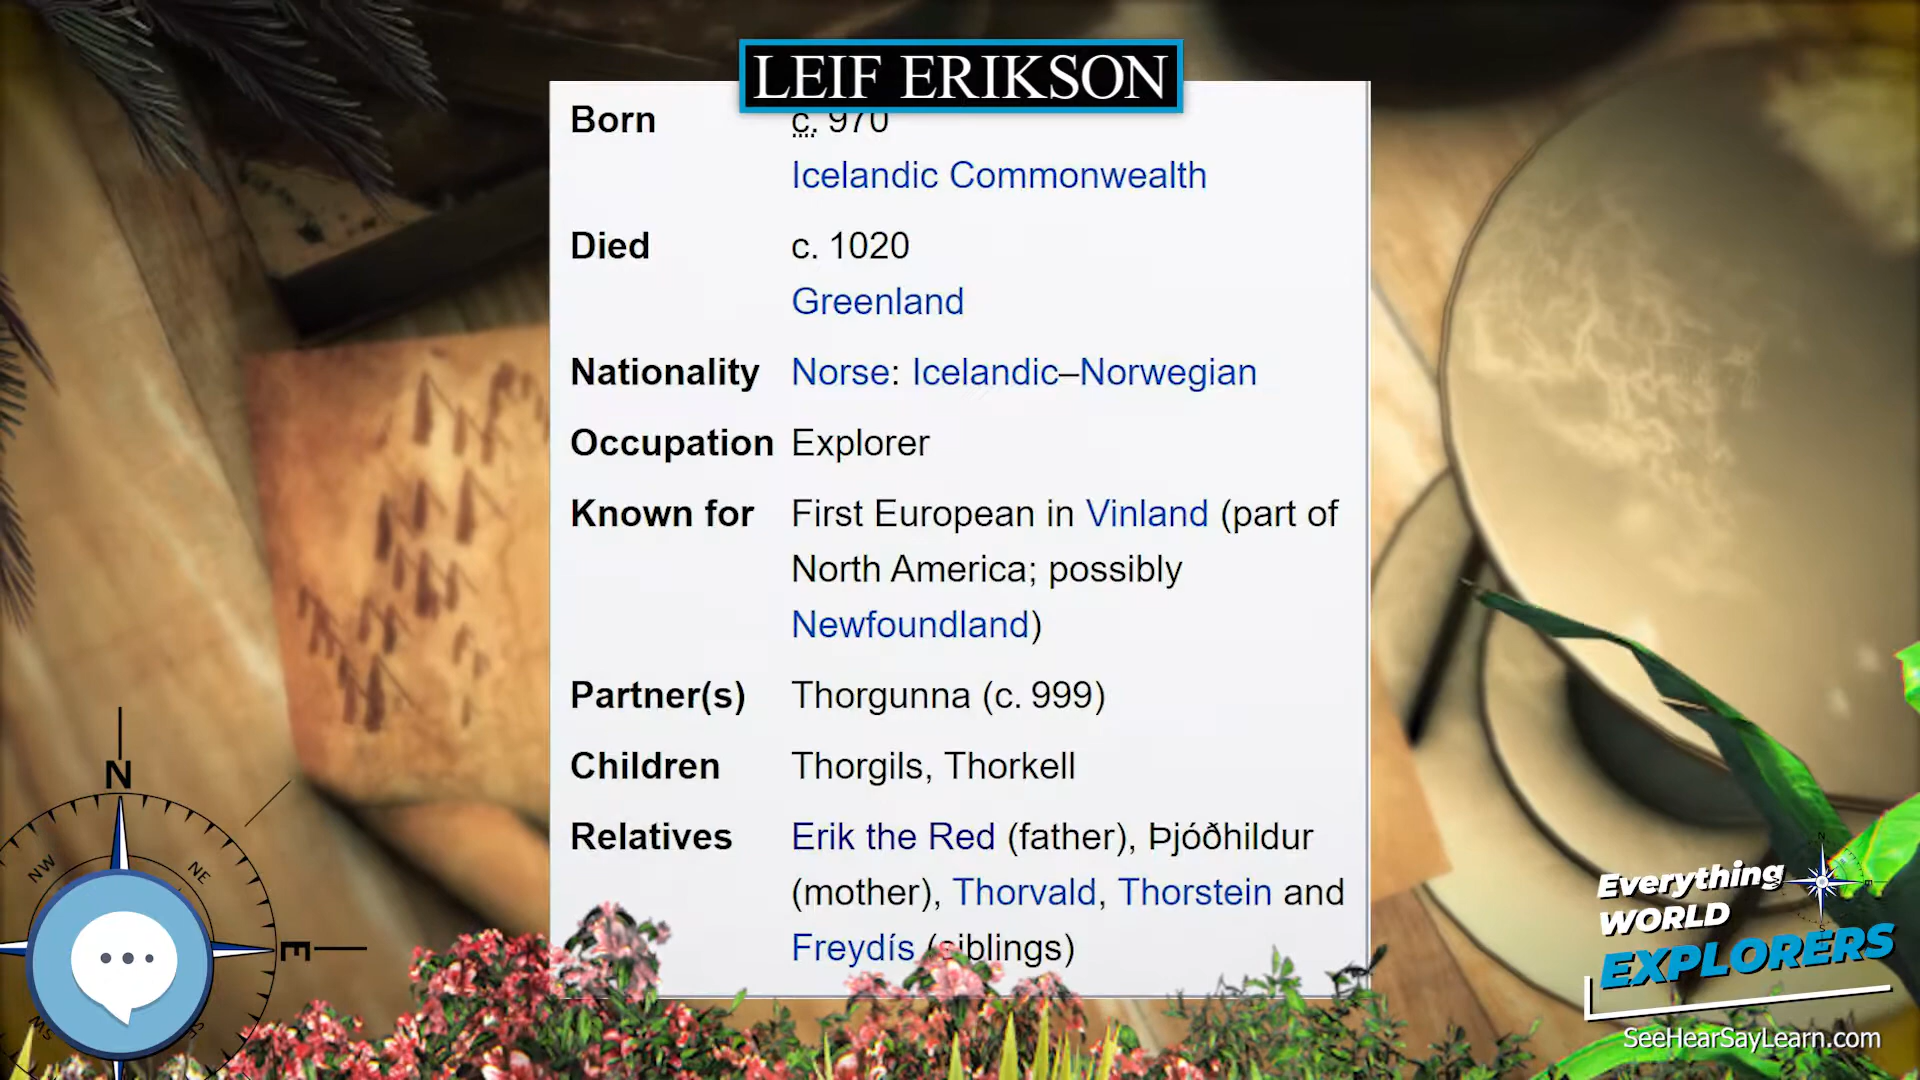 LEIF ERIKSON
Born c. 970
Icelandic Commonwealth
Died c. 1020
Greenland
Nationality Norse: Icelandic–Norwegian
Occupation Explorer
Known for First European in Vinland (part of
North America; possibly
Newfoundland)
Partner(s) Thorgunna (c. 999)
Children Thorgils, Thorkell
Relatives Erik the Red (father), Þjóðhildur
(mother), Thorvald, Thorstein and
Freydís (siblings)
N
NW
NE
E
Everything
WORLD
EXPLORERS
SeeHearSayLearn.com